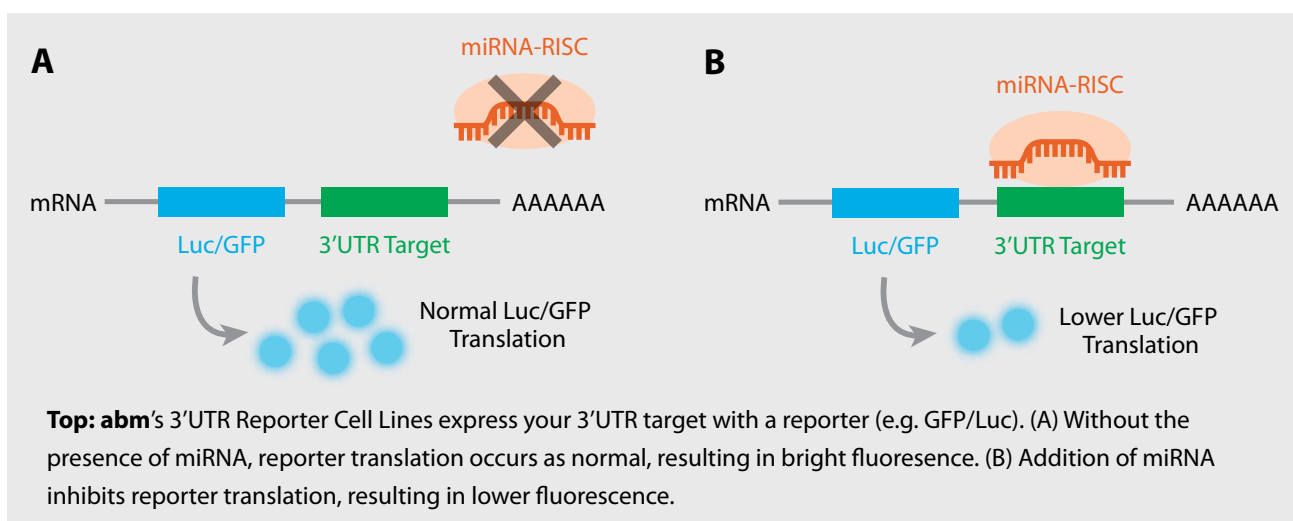 A
miRNA-RISC
mRNA
AAAAAA
Luc/GFP
3’UTR Target
Normal Luc/GFP
Translation
B
miRNA-RISC
mRNA
AAAAAA
Luc/GFP
3’UTR Target
Lower Luc/GFP
Translation
Top: abm’s 3’UTR Reporter Cell Lines express your 3’UTR target with a reporter (e.g. GFP/Luc). (A) Without the
presence of miRNA, reporter translation occurs as normal, resulting in bright fluoresence. (B) Addition of miRNA
inhibits reporter translation, resulting in lower fluorescence.